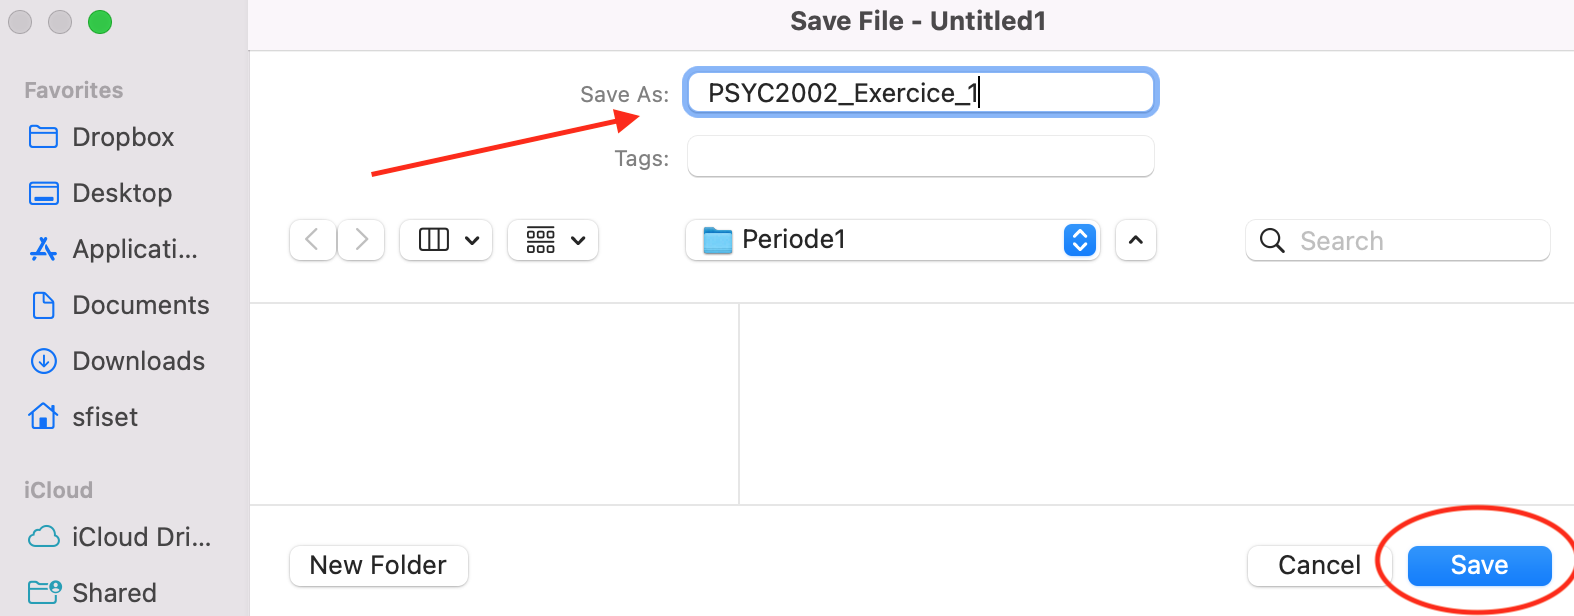 Save File - Untitled1
Favorites
Dropbox
Desktop
Applicati...
Documents
Downloads
sfiset
iCloud
iCloud Dri...
Shared
Save As: PSYC2002_Exercice_1
Tags:
Periode1
Search
New Folder
Cancel
Save